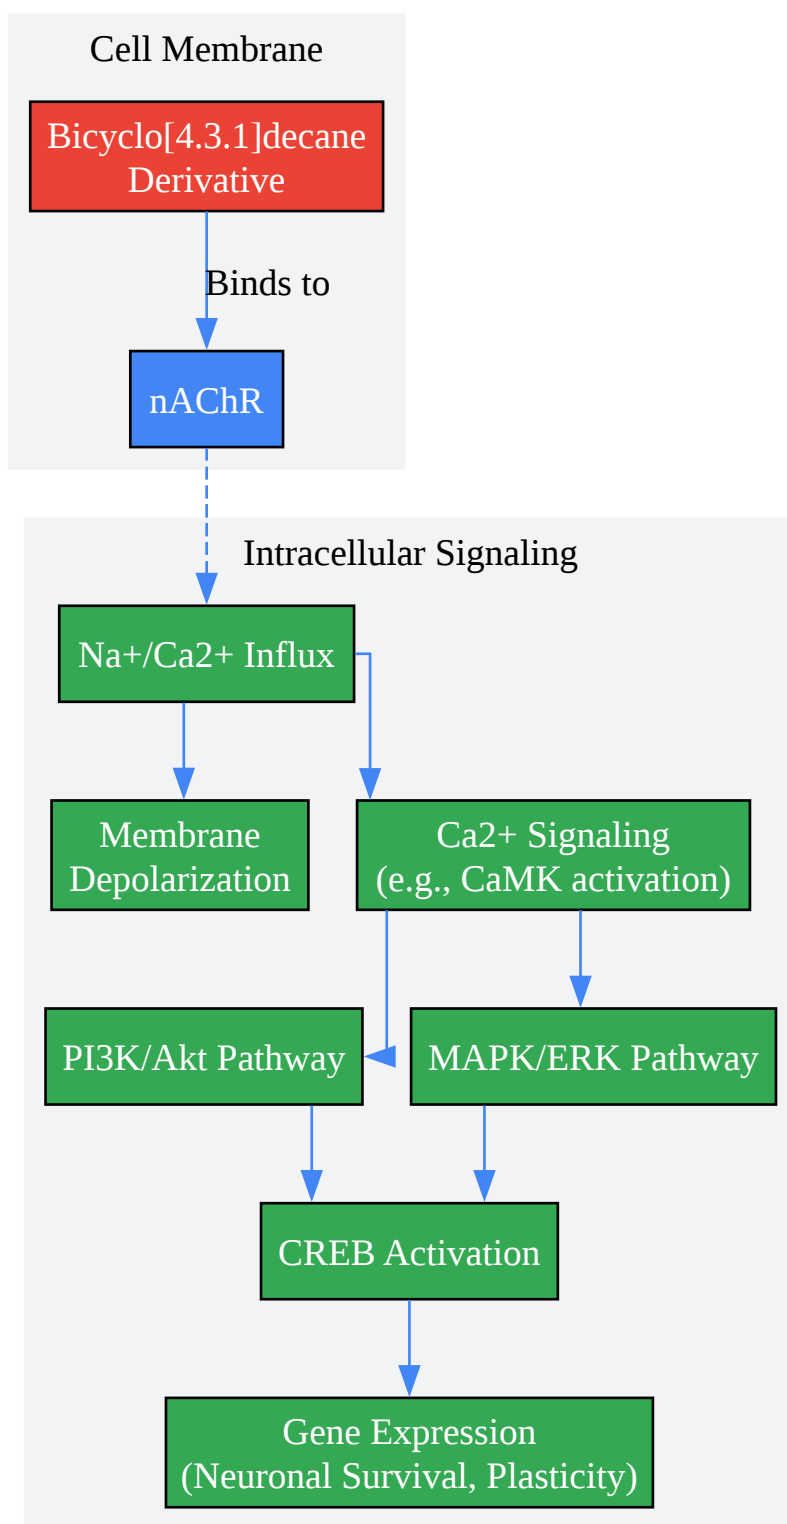 Cell Membrane
Bicyclo[4.3.1]decane
Derivative
Binds to
nAChR
Intracellular Signaling
Na+/Ca2+ Influx
Membrane
Depolarization
Ca2+ Signaling
(e.g., CaMK activation)
PI3K/Akt Pathway
MAPK/ERK Pathway
CREB Activation
Gene Expression
(Neuronal Survival, Plasticity)